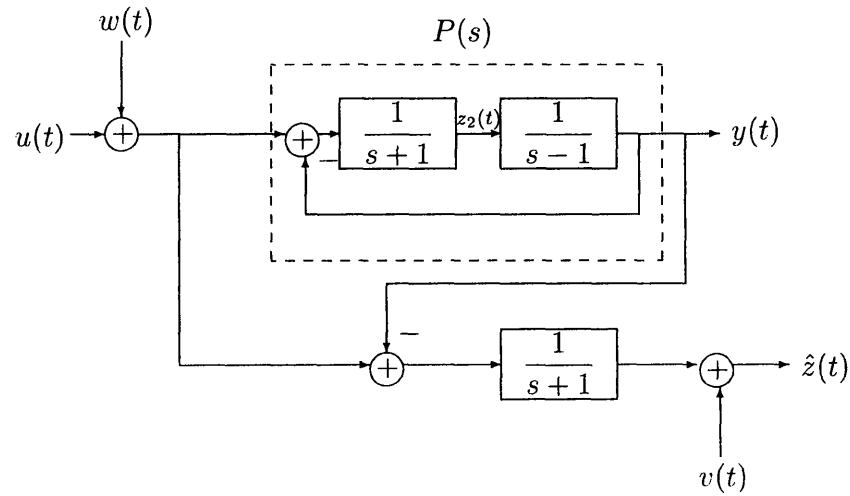 w(t)
P(s)
u(t)
+
+
−
1
s + 1
z₂(t)
1
s − 1
y(t)
−
+
1
s + 1
+
ẑ(t)
v(t)